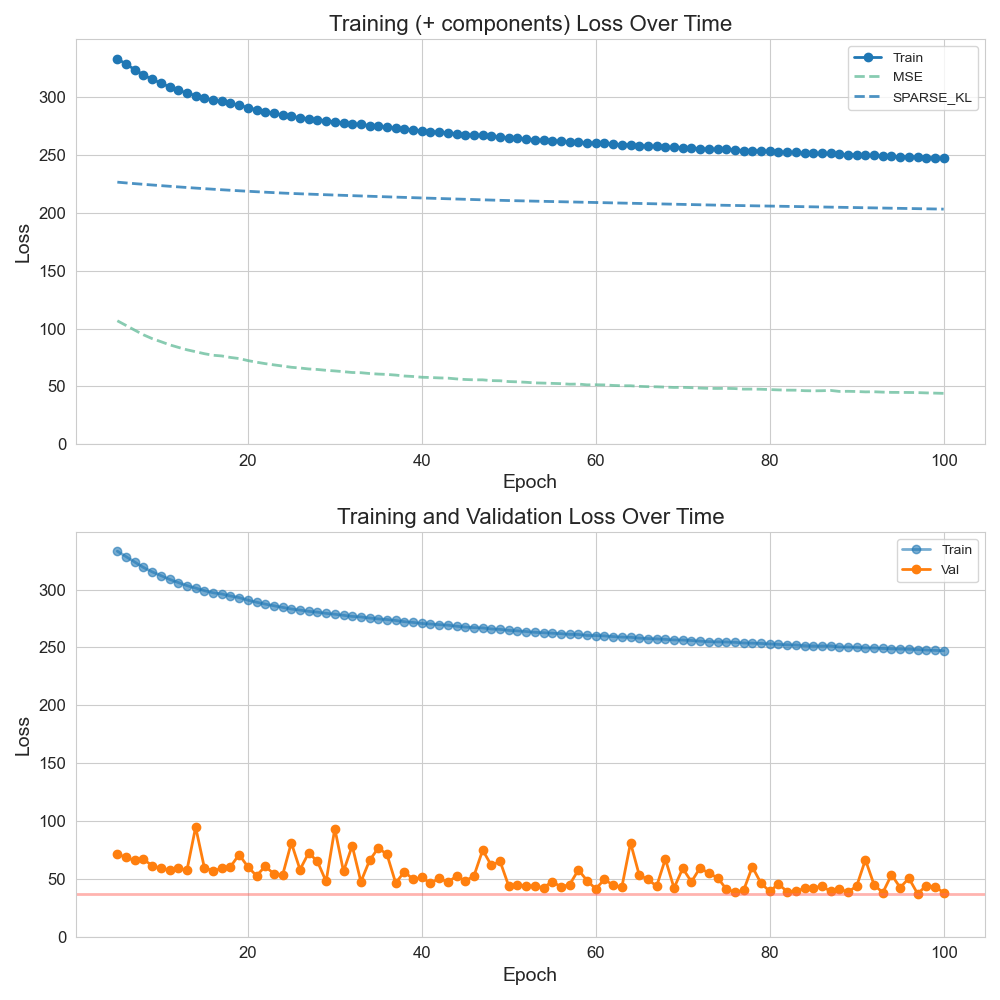 Training (+ components) Loss Over Time
Train
MSE
SPARSE_KL
Loss
300
250
200
150
100
50
0
20 40 60 80 100
Epoch
Training and Validation Loss Over Time
Train
Val
Loss
300
250
200
150
100
50
0
20 40 60 80 100
Epoch